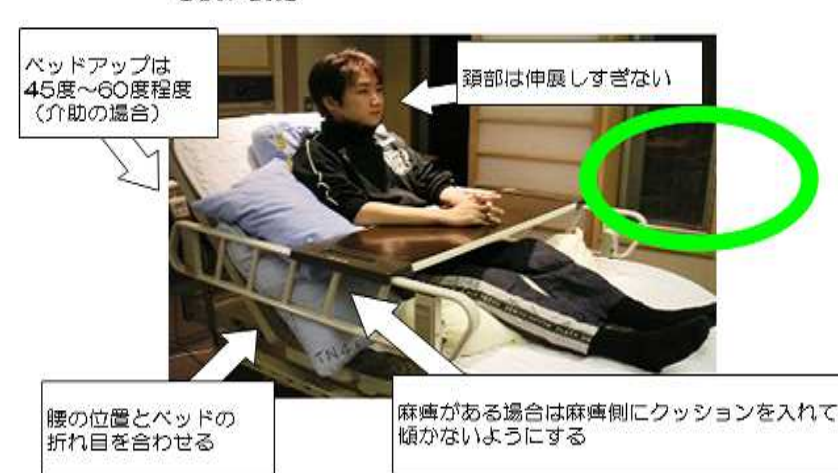 ベッドアップは
45度~60度程度
(介助の場合)
頚部は伸展しすぎない
腰の位置とベッドの
折れ目を合わせる
麻痺がある場合は麻痺側にクッションを入れて
傾かないようにする